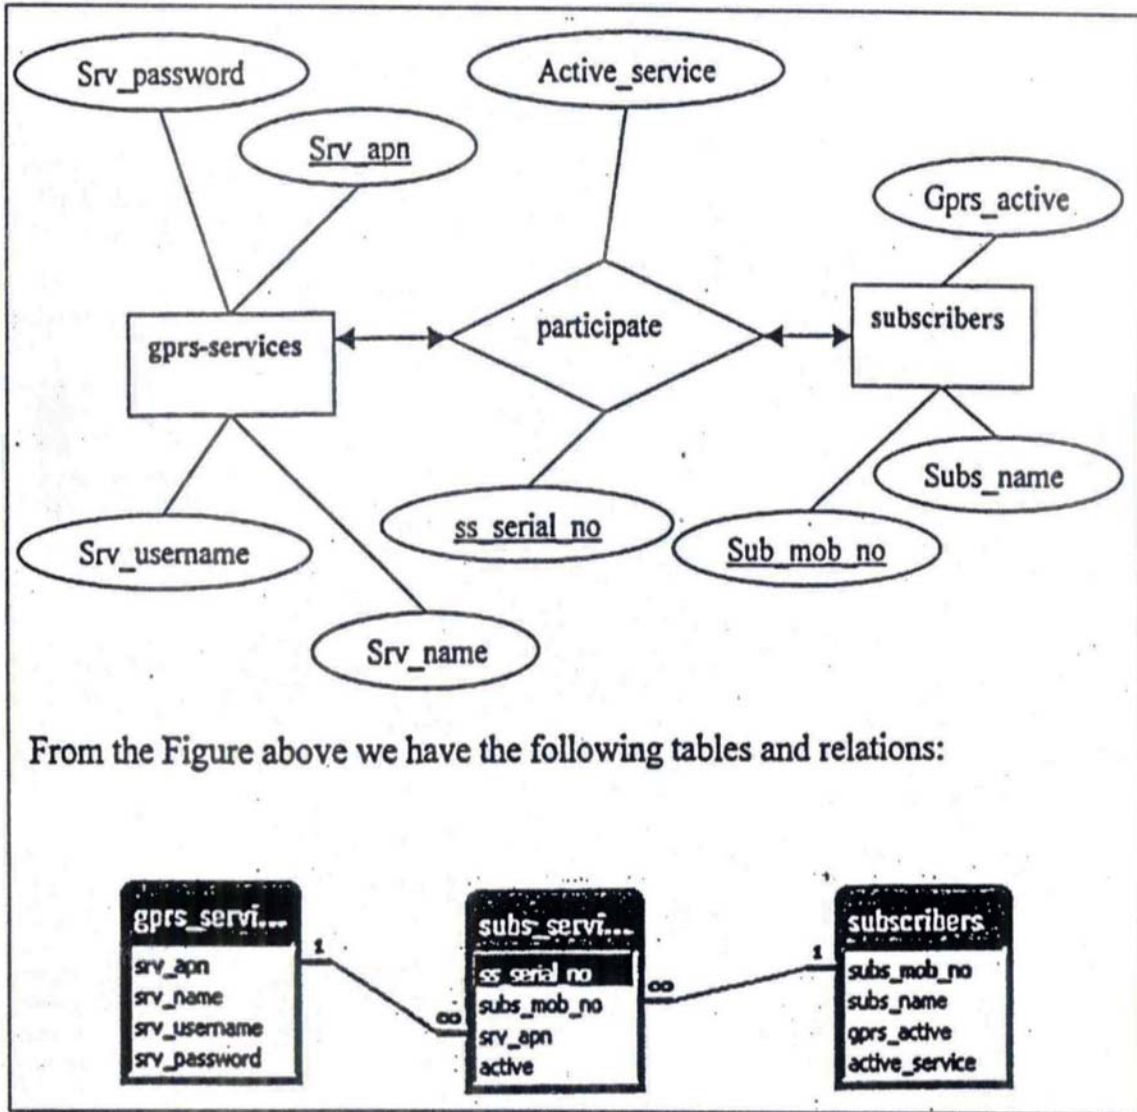 Srv_password
Active_service
Srv_apn
Gprs_active
gprs-services
participate
subscribers
Srv_username
ss_serial_no
Sub_mob_no
Subs_name
Srv_name
From the Figure above we have the following tables and relations:
gprs_servi...
srv_apn
srv_name
srv_username
srv_password
1
∞
subs_servi...
ss_serial_no
subs_mob_no
srv_apn
active
∞
1
subscribers
subs_mob_no
subs_name
gprs_active
active_service